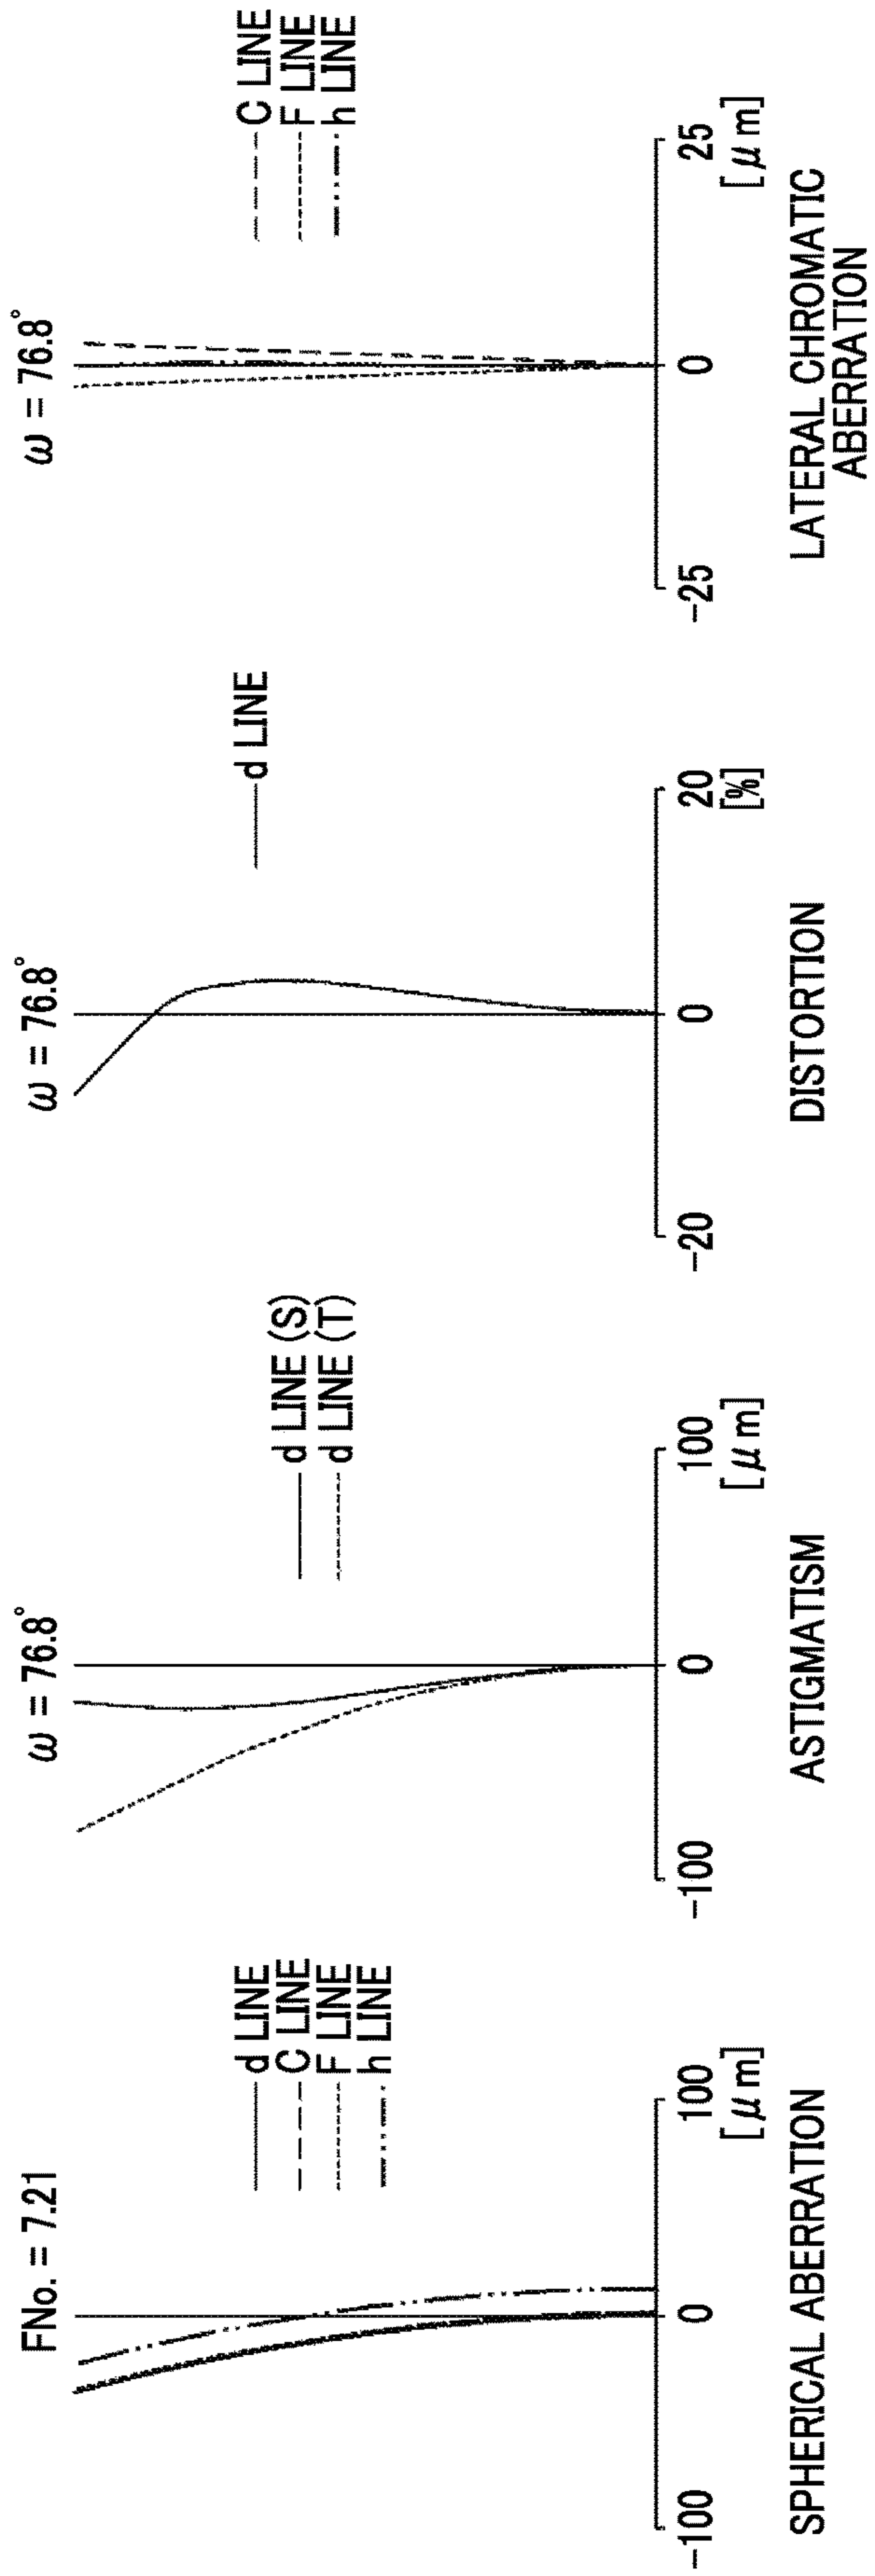 FNo. = 7.21
d LINE
C LINE
F LINE
h LINE
-100
0
100
[μm]
SPHERICAL ABERRATION
ω = 76.8°
d LINE (S)
d LINE (T)
-100
0
100
[μm]
ASTIGMATISM
ω = 76.8°
d LINE
-20
0
20
[%]
DISTORTION
ω = 76.8°
C LINE
F LINE
h LINE
-25
0
25
[μm]
LATERAL CHROMATIC
ABERRATION